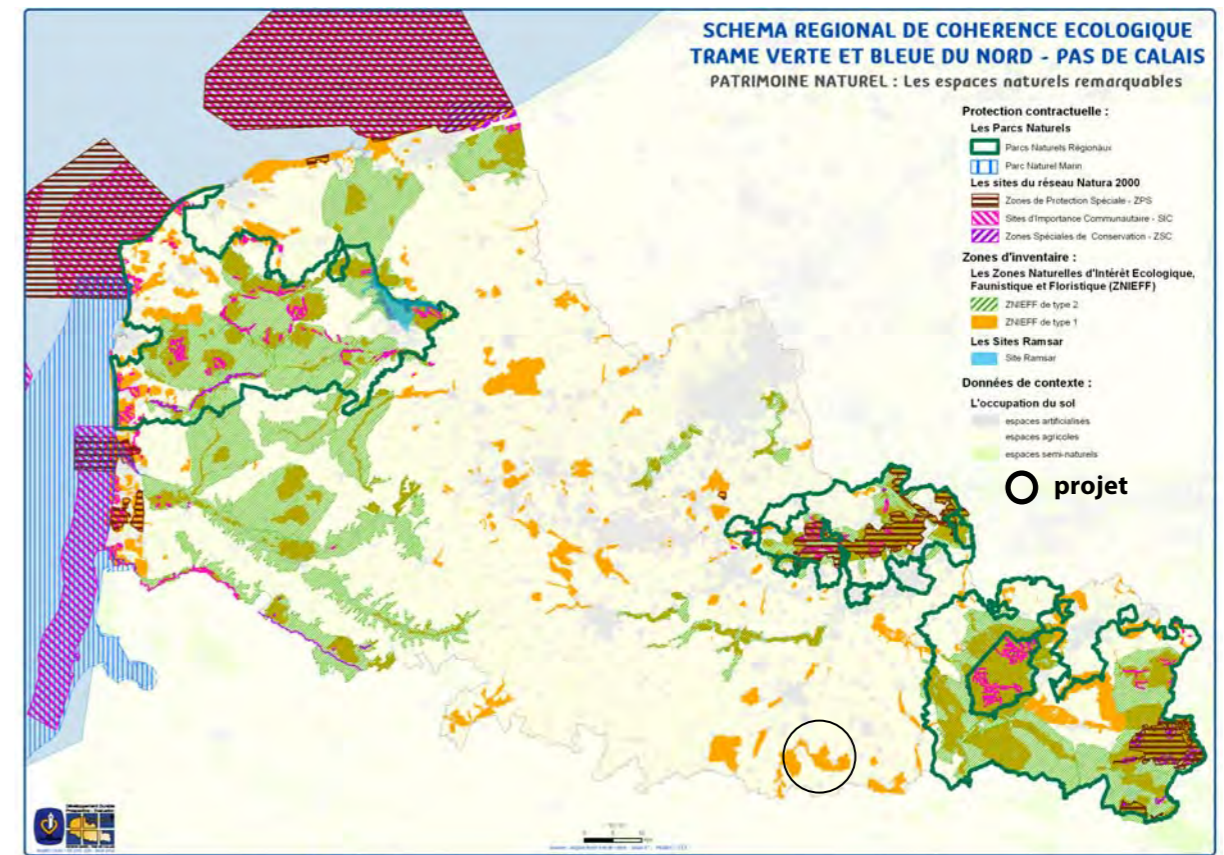 SCHEMA REGIONAL DE COHERENCE ECOLOGIQUE
TRAME VERTE ET BLEUE DU NORD - PAS DE CALAIS
PATRIMOINE NATUREL : Les espaces naturels remarquables
Protection contractuelle :
Les Parcs Naturels
Parcs Naturels Régionaux
Parc Naturel Marin
Les sites du réseau Natura 2000
Zones de Protection Spéciale - ZPS
Sites d'Importance Communautaire - SIC
Zones Spéciales de Conservation - ZSC
Zones d'inventaire :
Les Zones Naturelles d'Intérêt Ecologique,
Faunistique et Floristique (ZNIEFF)
ZNIEFF de type 2
ZNIEFF de type 1
Les Sites Ramsar
Site Ramsar
Données de contexte :
L'occupation du sol
espaces artificialisés
espaces agricoles
espaces semi-naturels
projet